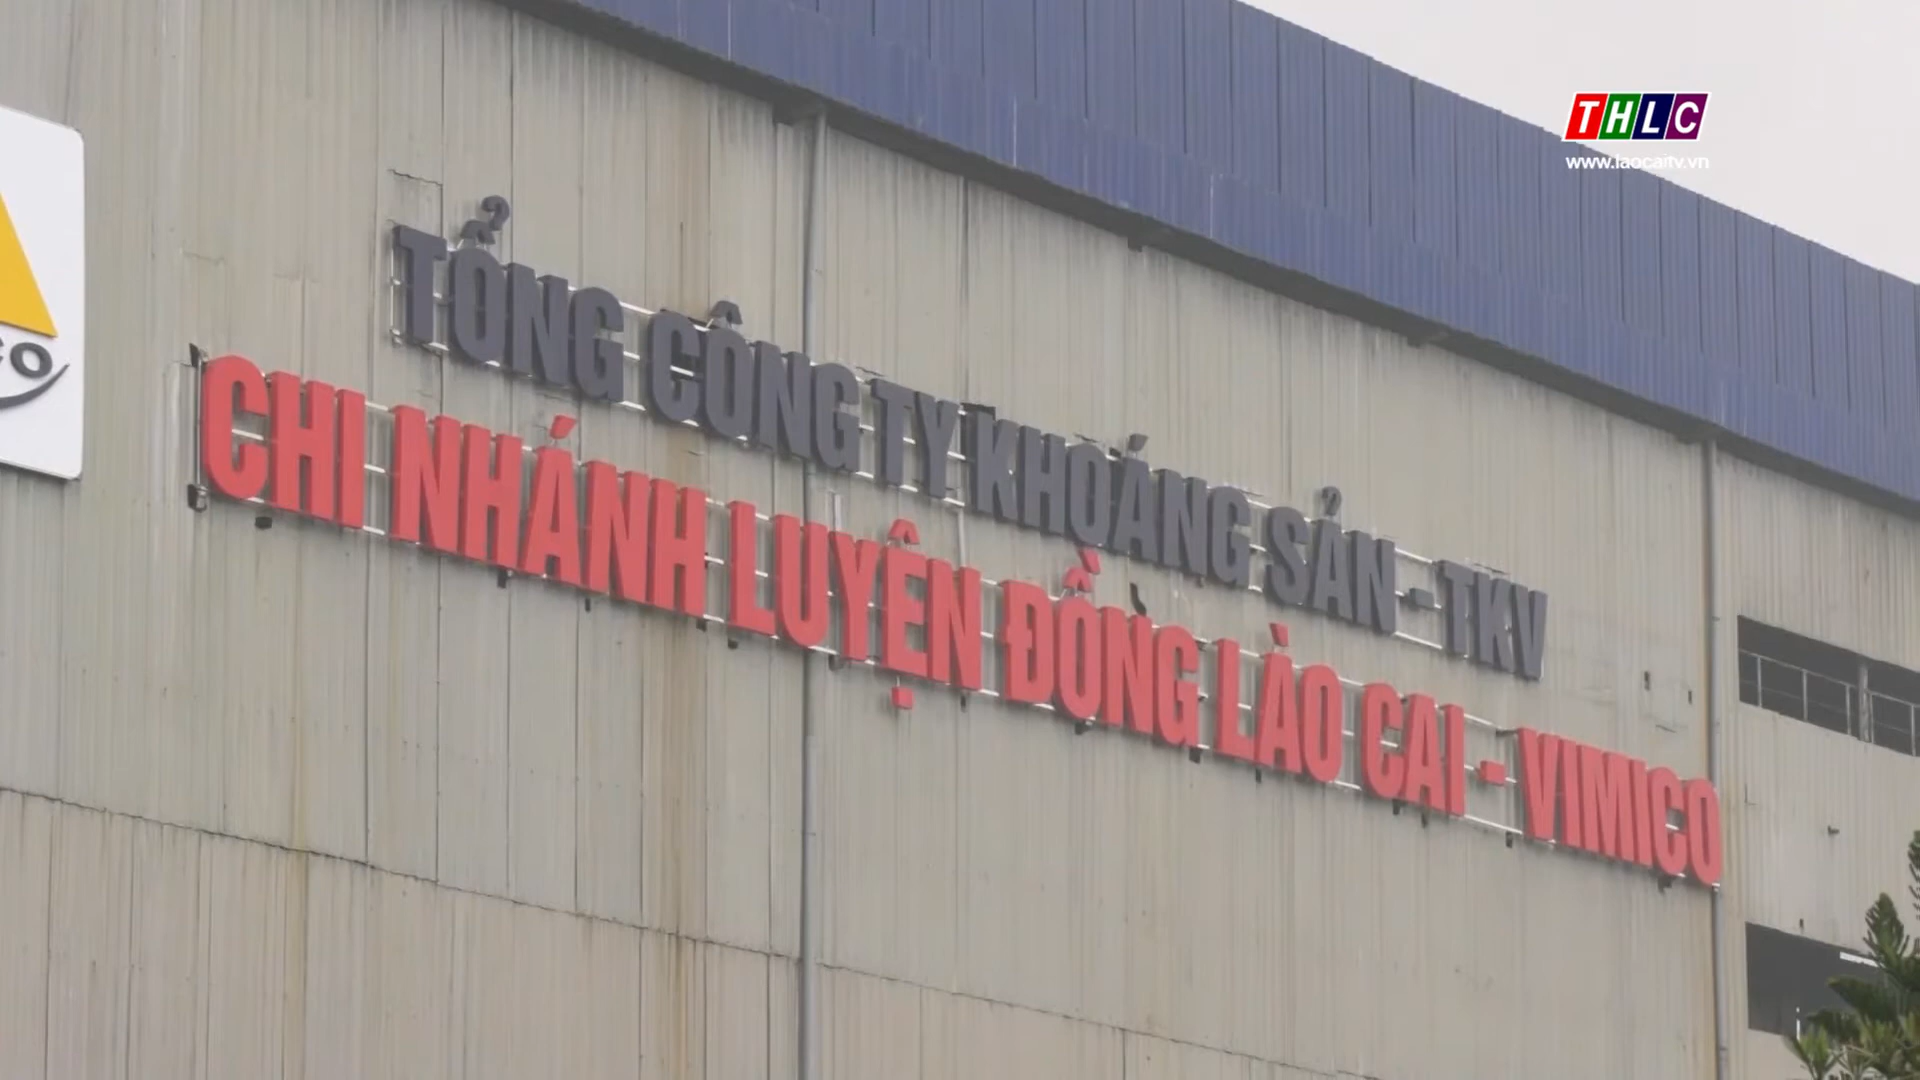 THLC
www.laocaitv.vn
TỔNG CÔNG TY KHOÁNG SẢN - TKV
CHI NHÁNH LUYỆN ĐỒNG LÀO CAI - VIMICO